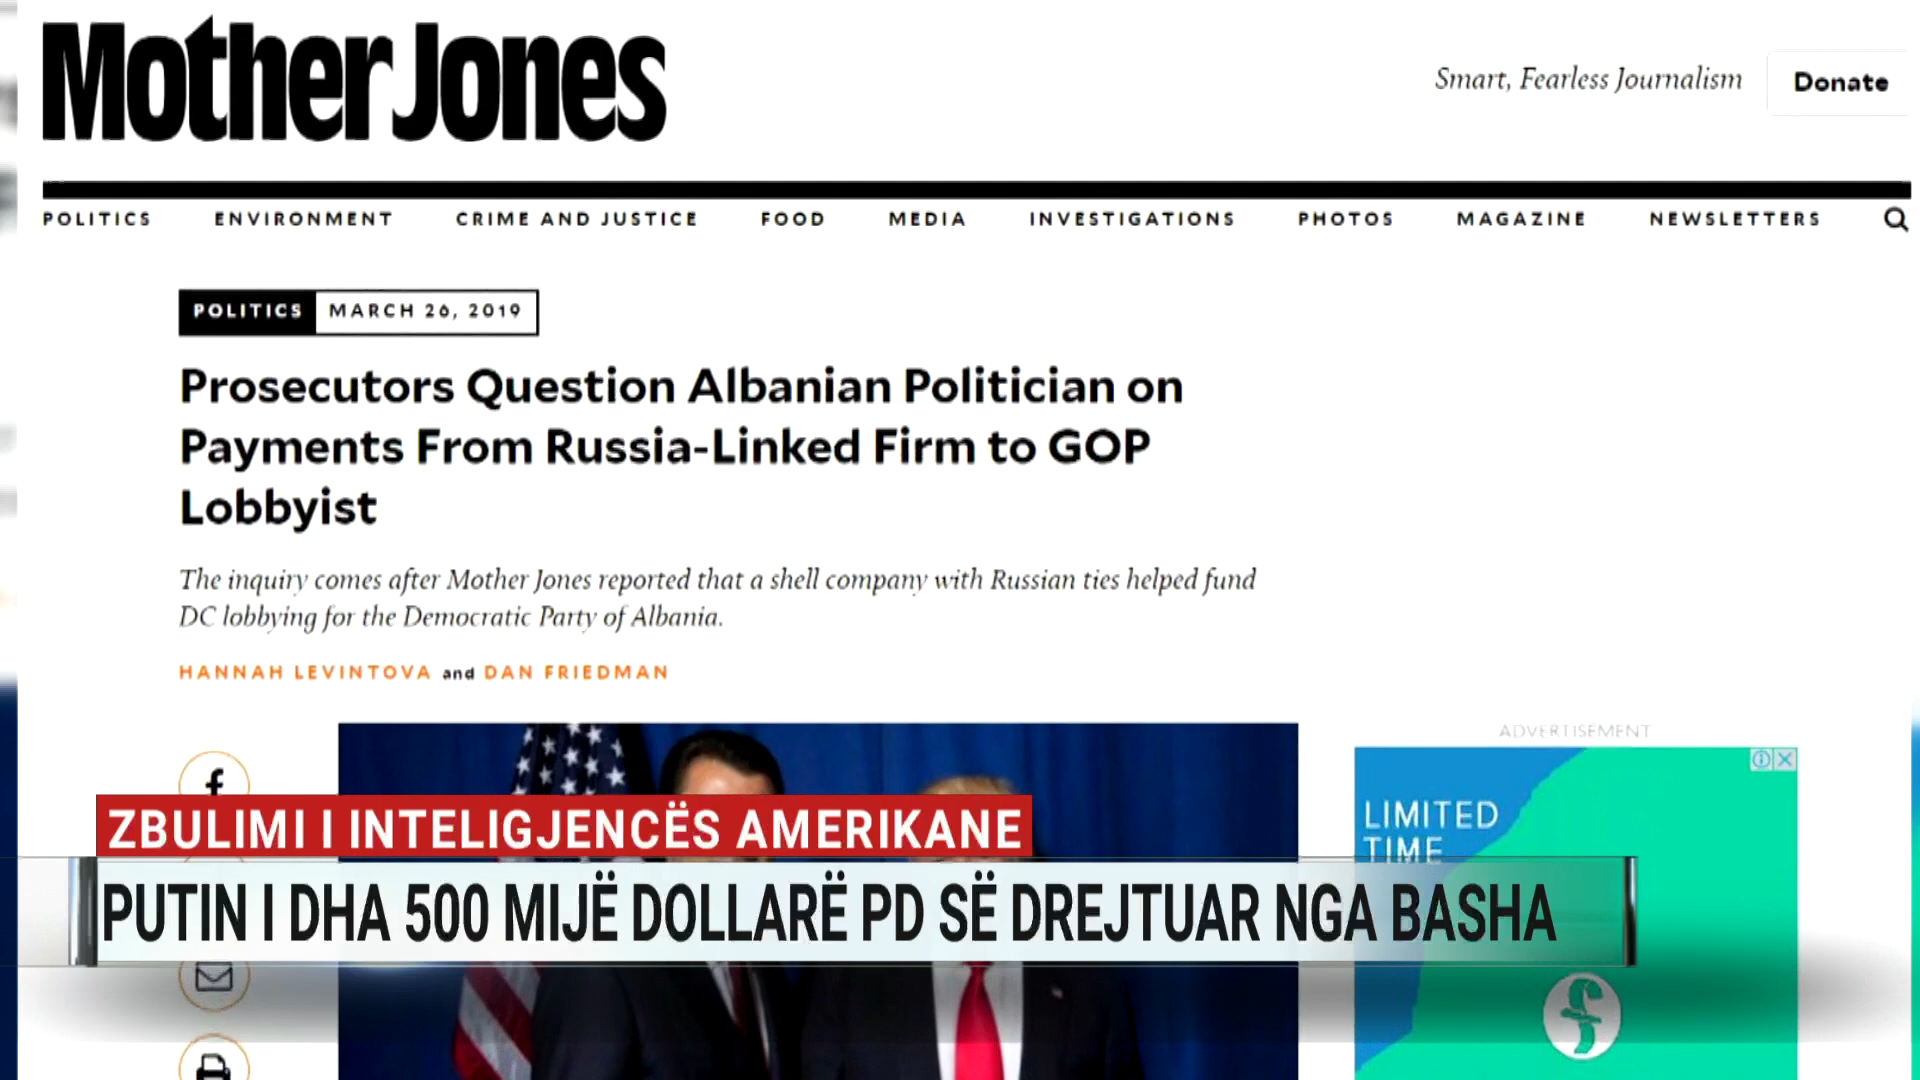 Mother Jones
Smart, Fearless Journalism
Donate
POLITICS ENVIRONMENT CRIME AND JUSTICE FOOD MEDIA INVESTIGATIONS PHOTOS MAGAZINE NEWSLETTERS
POLITICS MARCH 26, 2019
Prosecutors Question Albanian Politician on
Payments From Russia-Linked Firm to GOP
Lobbyist
The inquiry comes after Mother Jones reported that a shell company with Russian ties helped fund
DC lobbying for the Democratic Party of Albania.
HANNAH LEVINTOVA and DAN FRIEDMAN
ADVERTISEMENT
LIMITED
TIME
ZBULIMI I INTELIGJENCËS AMERIKANE
PUTIN I DHA 500 MIJË DOLLARË PD SË DREJTUAR NGA BASHA